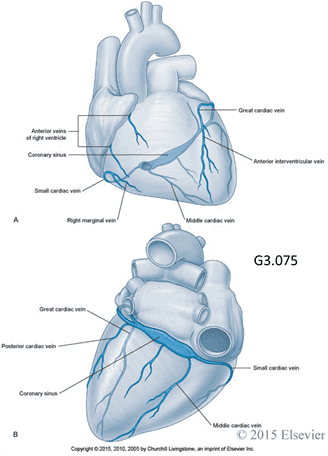 Great cardiac vein
Anterior veins
of right ventricle
Coronary sinus
Anterior interventricular vein
Small cardiac vein
A
Right marginal vein
Middle cardiac vein
G3.075
Great cardiac vein
Posterior cardiac vein
Small cardiac vein
Coronary sinus
Middle cardiac vein
B
© 2015 Elsevier
Copyright © 2015, 2010, 2005 by Churchill Livingstone, an imprint of Elsevier Inc.